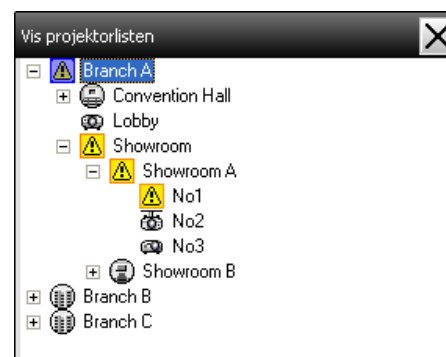 Vis projektorlisten
Branch A
Convention Hall
Lobby
Showroom
Showroom A
No1
No2
No3
Showroom B
Branch B
Branch C